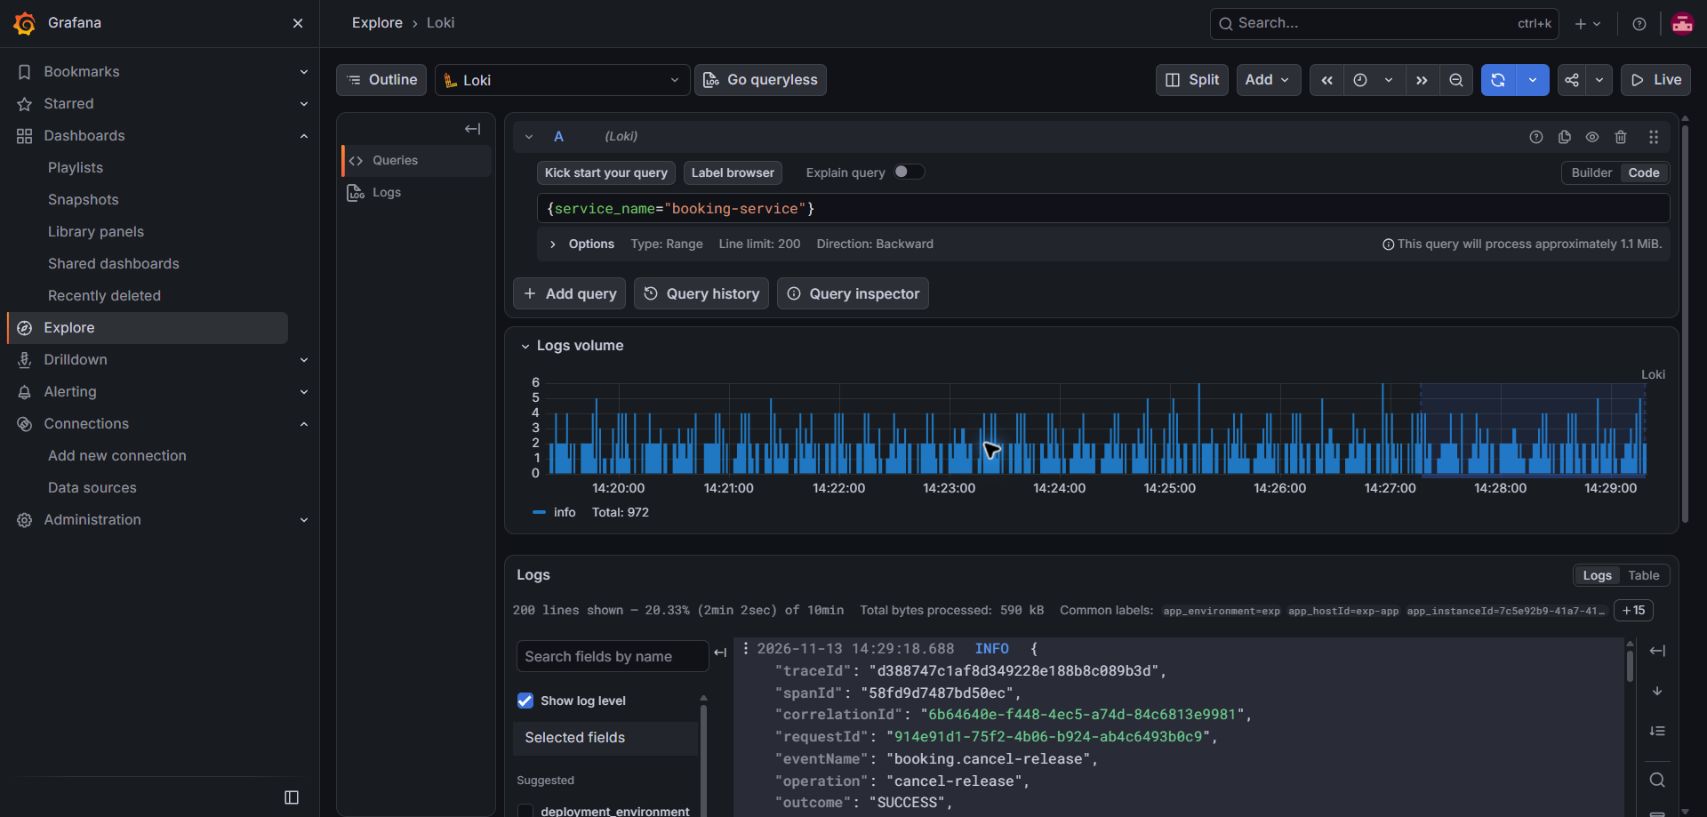 Grafana
Bookmarks
Starred
Dashboards
Playlists
Snapshots
Library panels
Shared dashboards
Recently deleted
Explore
Drilldown
Alerting
Connections
Add new connection
Data sources
Administration
Explore › Loki
Search... ctrl+k
Outline Loki Go queryless Split Add Live
Queries
Logs
A (Loki)
Kick start your query Label browser Explain query Builder Code
{service_name="booking-service"}
Options Type: Range Line limit: 200 Direction: Backward This query will process approximately 1.1 MiB.
+ Add query Query history Query inspector
Logs volume
Loki
6
5
4
3
2
1
0
14:20:00 14:21:00 14:22:00 14:23:00 14:24:00 14:25:00 14:26:00 14:27:00 14:28:00 14:29:00
info Total: 972
Logs Logs Table
200 lines shown — 20.33% (2min 2sec) of 10min Total bytes processed: 590 kB Common labels: app_environment=exp app_hostId=exp-app app_instanceId=7c5e92b9-41a7-41… +15
Search fields by name
Show log level
Selected fields
Suggested
deployment_environment
2026-11-13 14:29:18.688 INFO {
"traceId": "d388747c1af8d349228e188b8c089b3d",
"spanId": "58fd9d7487bd50ec",
"correlationId": "6b64640e-f448-4ec5-a74d-84c6813e9981",
"requestId": "914e91d1-75f2-4b06-b924-ab4c6493b0c9",
"eventName": "booking.cancel-release",
"operation": "cancel-release",
"outcome": "SUCCESS",